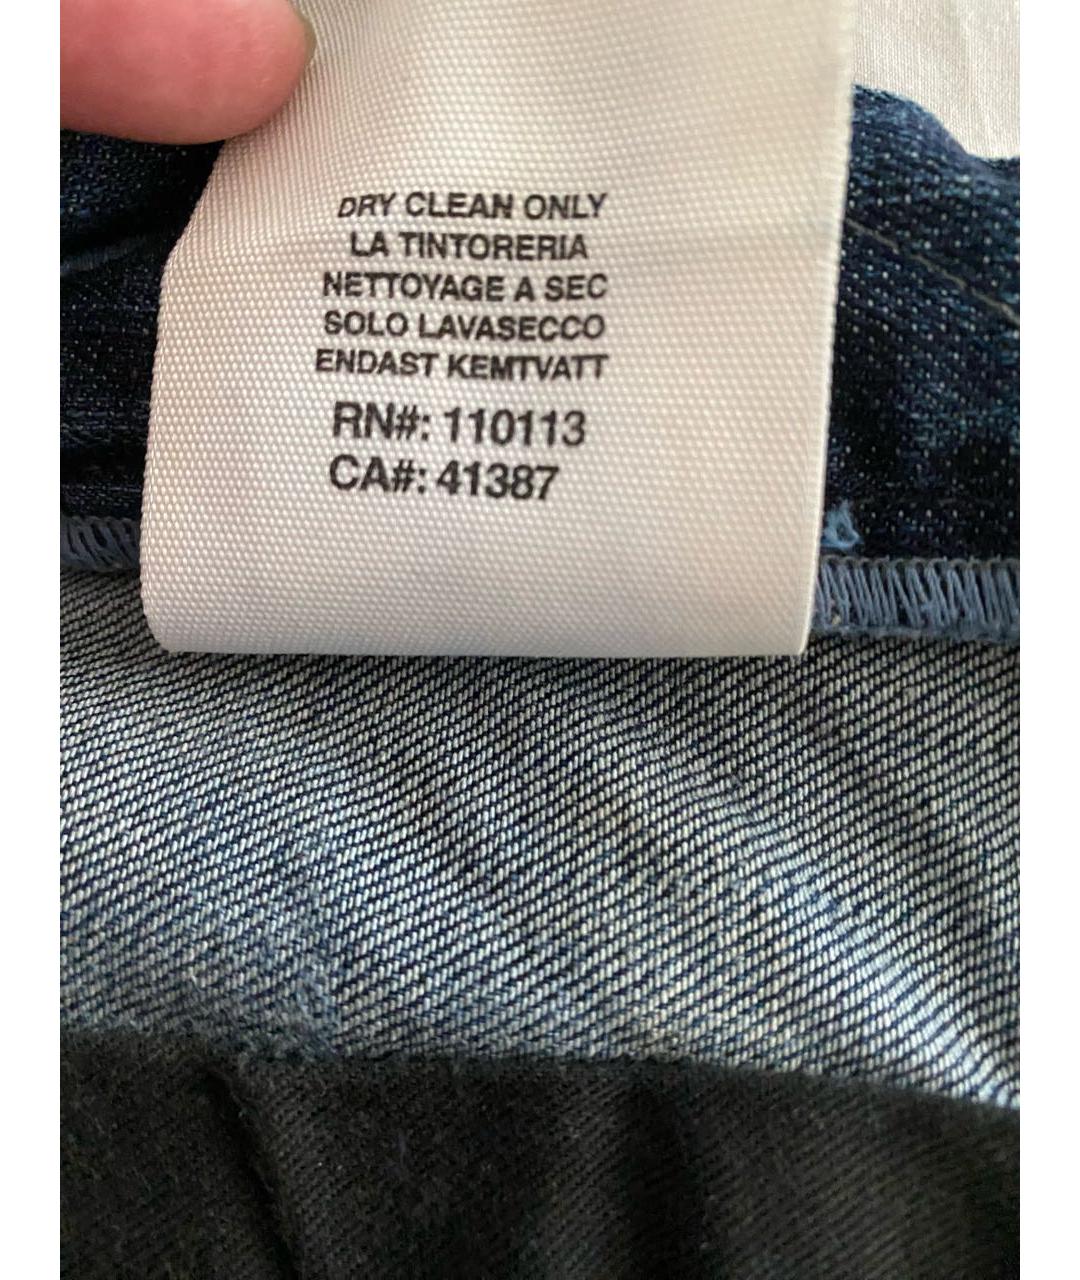 DRY CLEAN ONLY
LA TINTORERIA
NETTOYAGE A SEC
SOLO LAVASECCO
ENDAST KEMTVATT
RN#: 110113
CA#: 41387